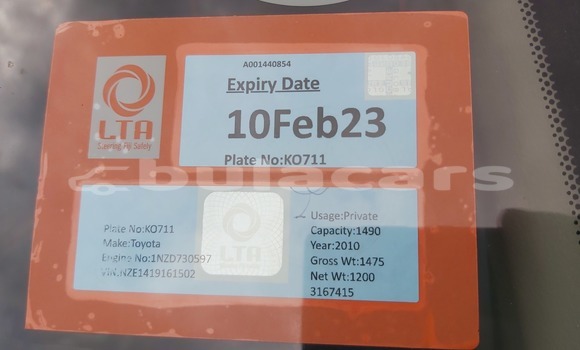 A001440854
Expiry Date
10Feb23
LTA
Plate No:KO711
bulacars
Plate No:KO711
Make:Toyota
Engine No:1NZD730597
VIN:NZE1419161502
LTA
Usage:Private
Capacity:1490
Year:2010
Gross Wt:1475
Net Wt:1200
3167415